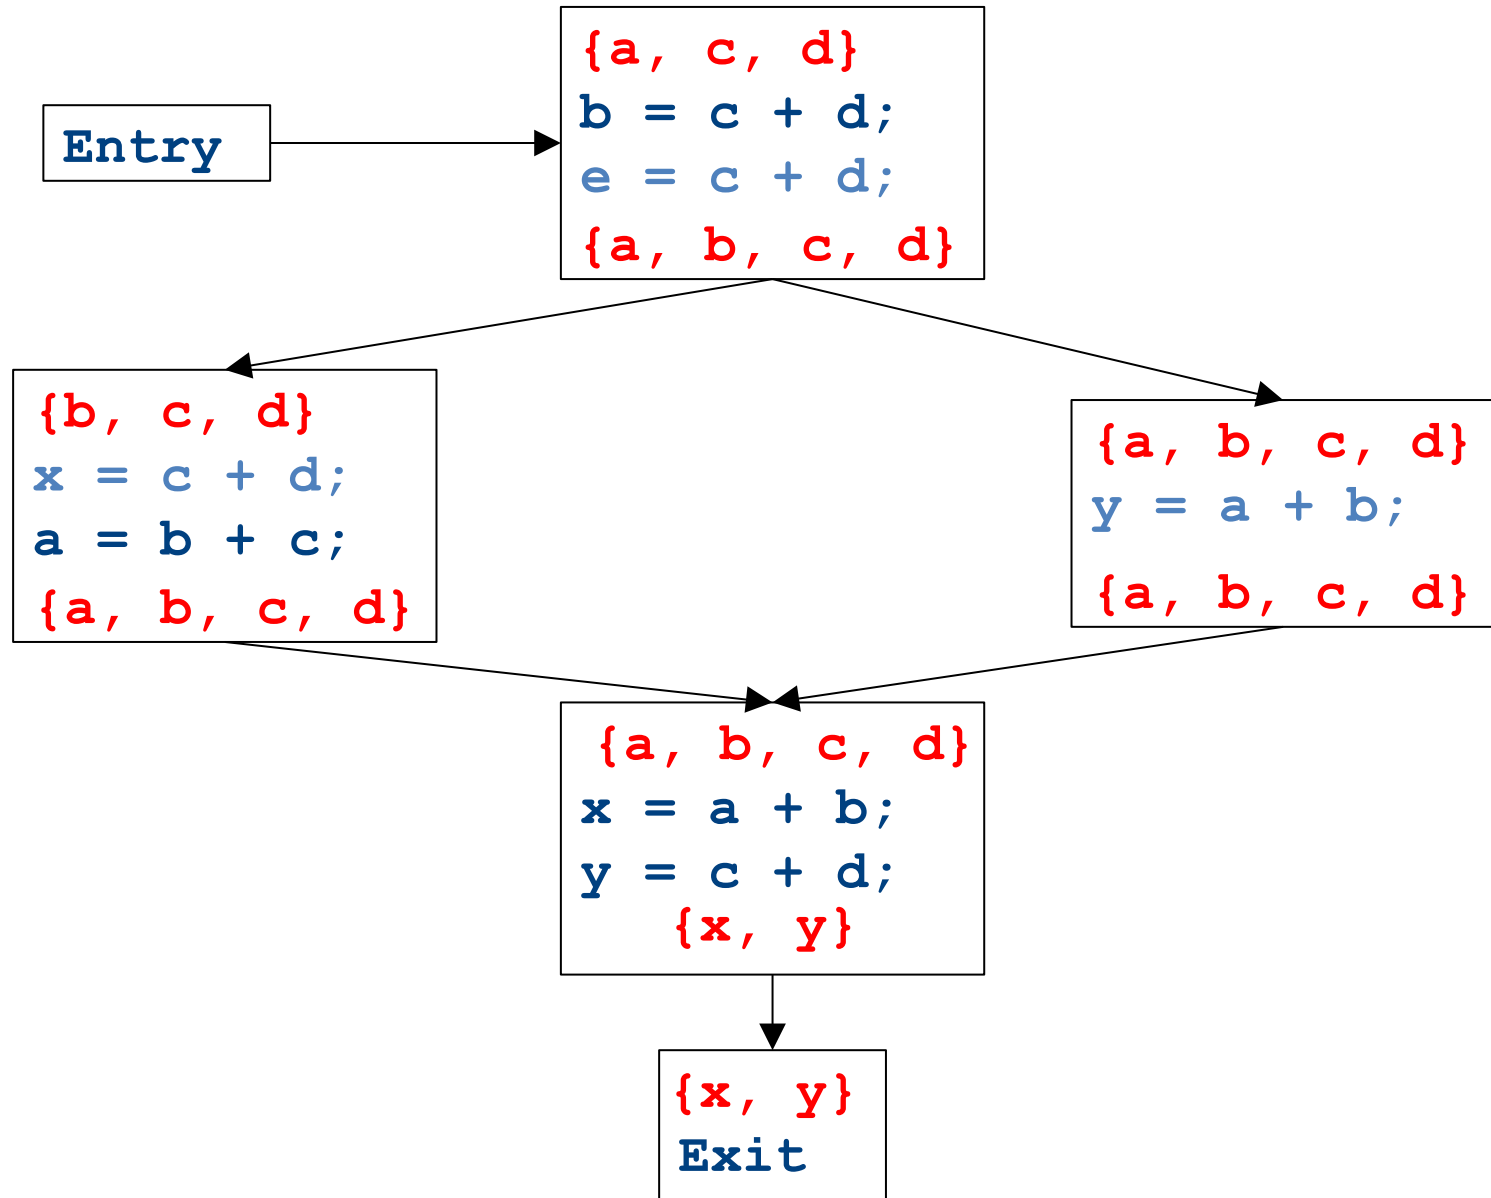 {a, c, d}
Entry
b = c + d;
e = c + d;
{a, b, c, d}
{b, c, d}
x = c + d;
a = b + c;
{a, b, c, d}
{a, b, c, d}
y = a + b;
{a, b, c, d}
{a, b, c, d}
x = a + b;
y = c + d;
{x, y}
{x, y}
Exit